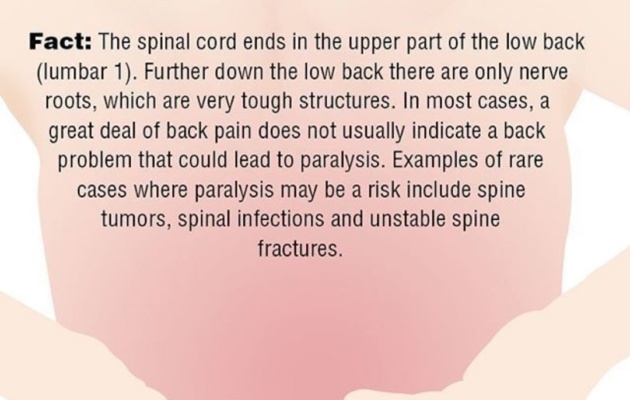 Fact: The spinal cord ends in the upper part of the low back
(lumbar 1). Further down the low back there are only nerve
roots, which are very tough structures. In most cases, a
great deal of back pain does not usually indicate a back
problem that could lead to paralysis. Examples of rare
cases where paralysis may be a risk include spine
tumors, spinal infections and unstable spine
fractures.